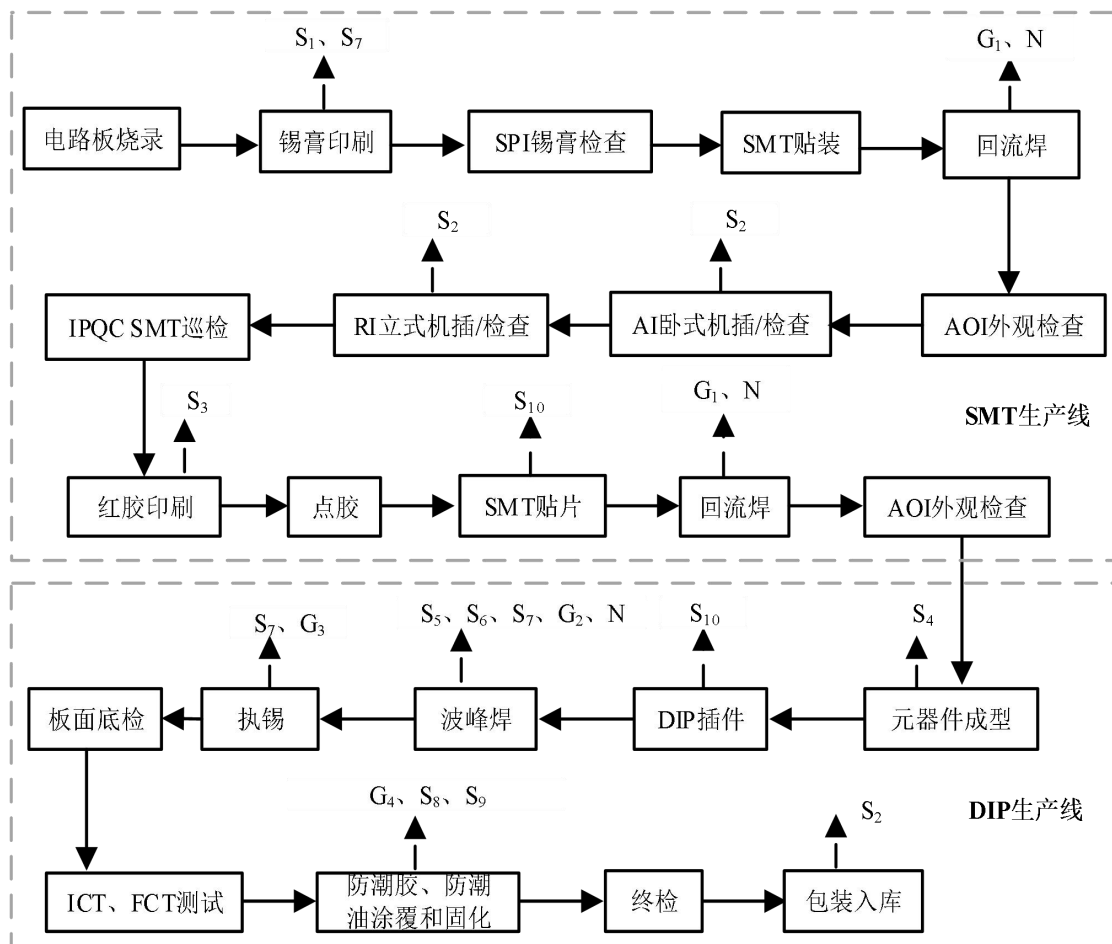 S₁、S₇
G₁、N
电路板烧录
锡膏印刷
SPI锡膏检查
SMT贴装
回流焊
S₂
S₂
IPQC SMT巡检
RI立式机插/检查
AI卧式机插/检查
AOI外观检查
S₃
S₁₀
G₁、N
SMT生产线
红胶印刷
点胶
SMT贴片
回流焊
AOI外观检查
S₇、G₃
S₅、S₆、S₇、G₂、N
S₁₀
S₄
板面底检
执锡
波峰焊
DIP插件
元器件成型
G₄、S₈、S₉
S₂
DIP生产线
ICT、FCT测试
防潮胶、防潮
油涂覆和固化
终检
包装入库